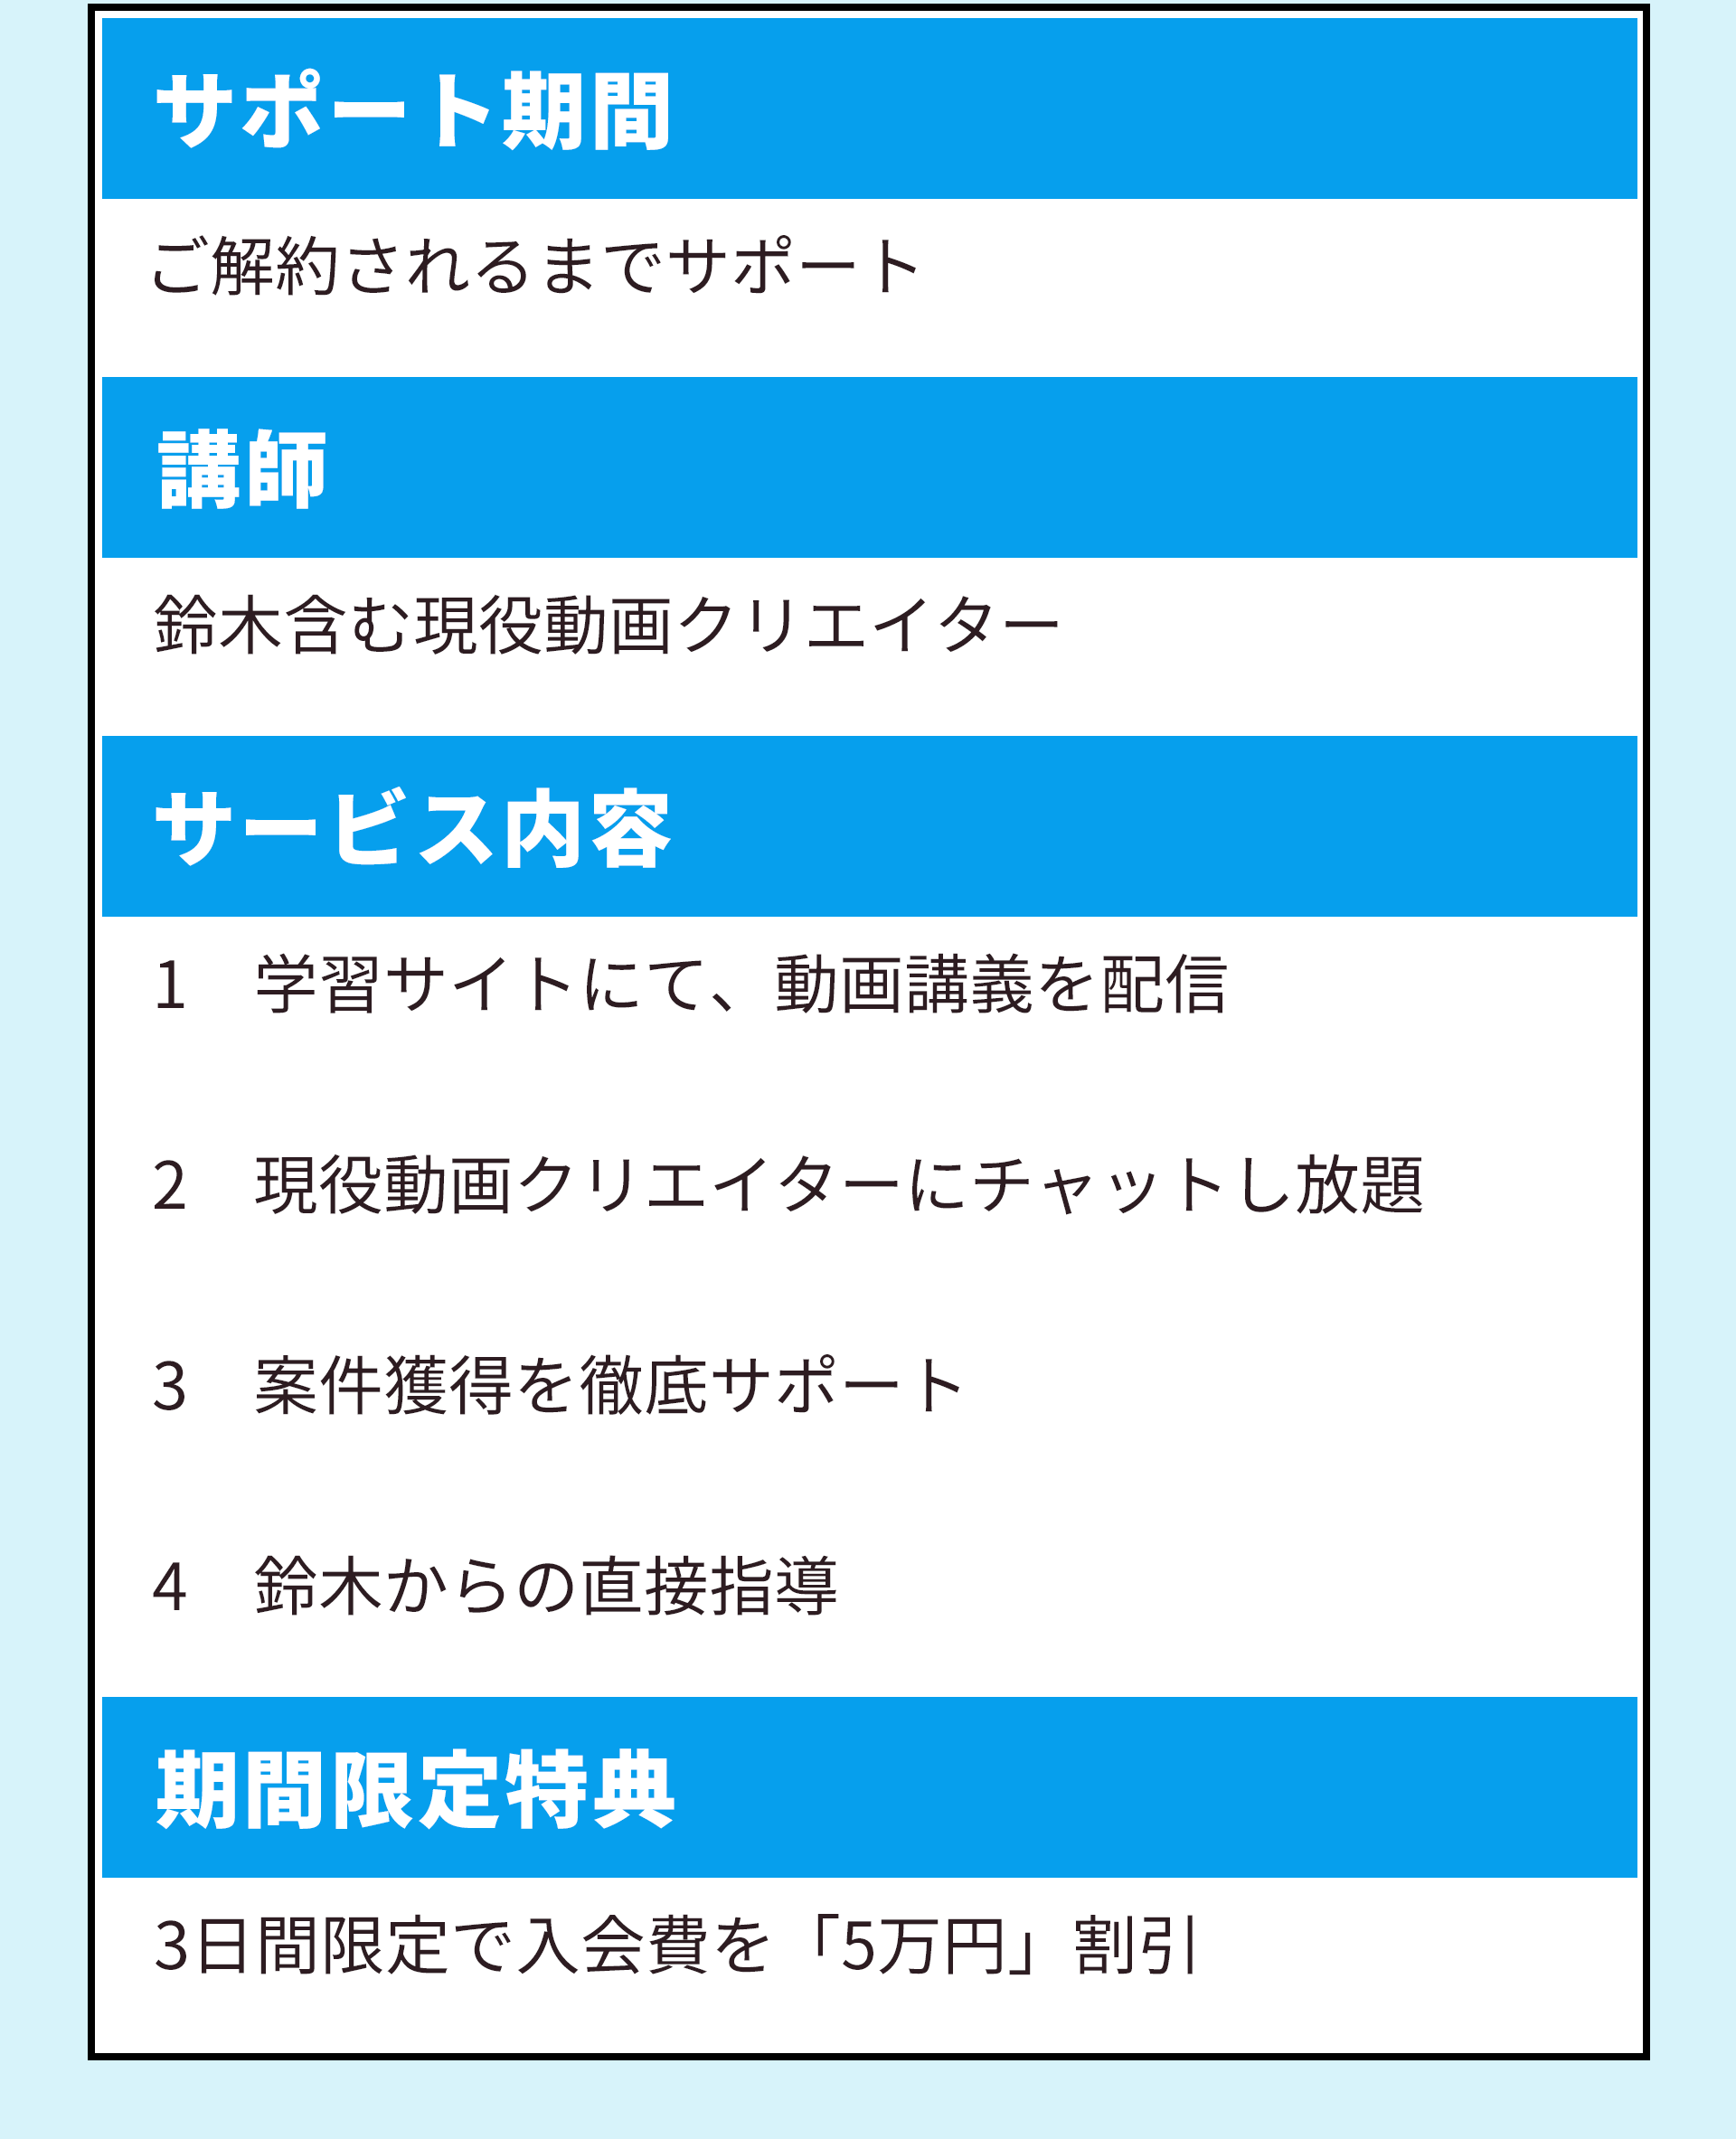 サポート期間
ご解約されるまでサポート
講師
鈴木含む現役動画クリエイター
サービス内容
1　学習サイトにて、動画講義を配信
2　現役動画クリエイターにチャットし放題
3　案件獲得を徹底サポート
4　鈴木からの直接指導
期間限定特典
3日間限定で入会費を「5万円」割引